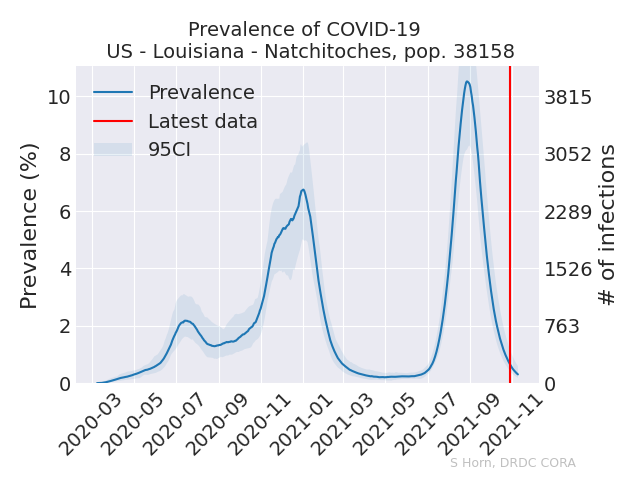 Prevalence of COVID-19
US - Louisiana - Natchitoches, pop. 38158
Prevalence
Latest data
95CI
Prevalence (%)
10
8
6
4
2
0
3815
3052
2289
1526
763
0
# of infections
2020-03
2020-05
2020-07
2020-09
2020-11
2021-01
2021-03
2021-05
2021-07
2021-09
2021-11
S Horn, DRDC CORA